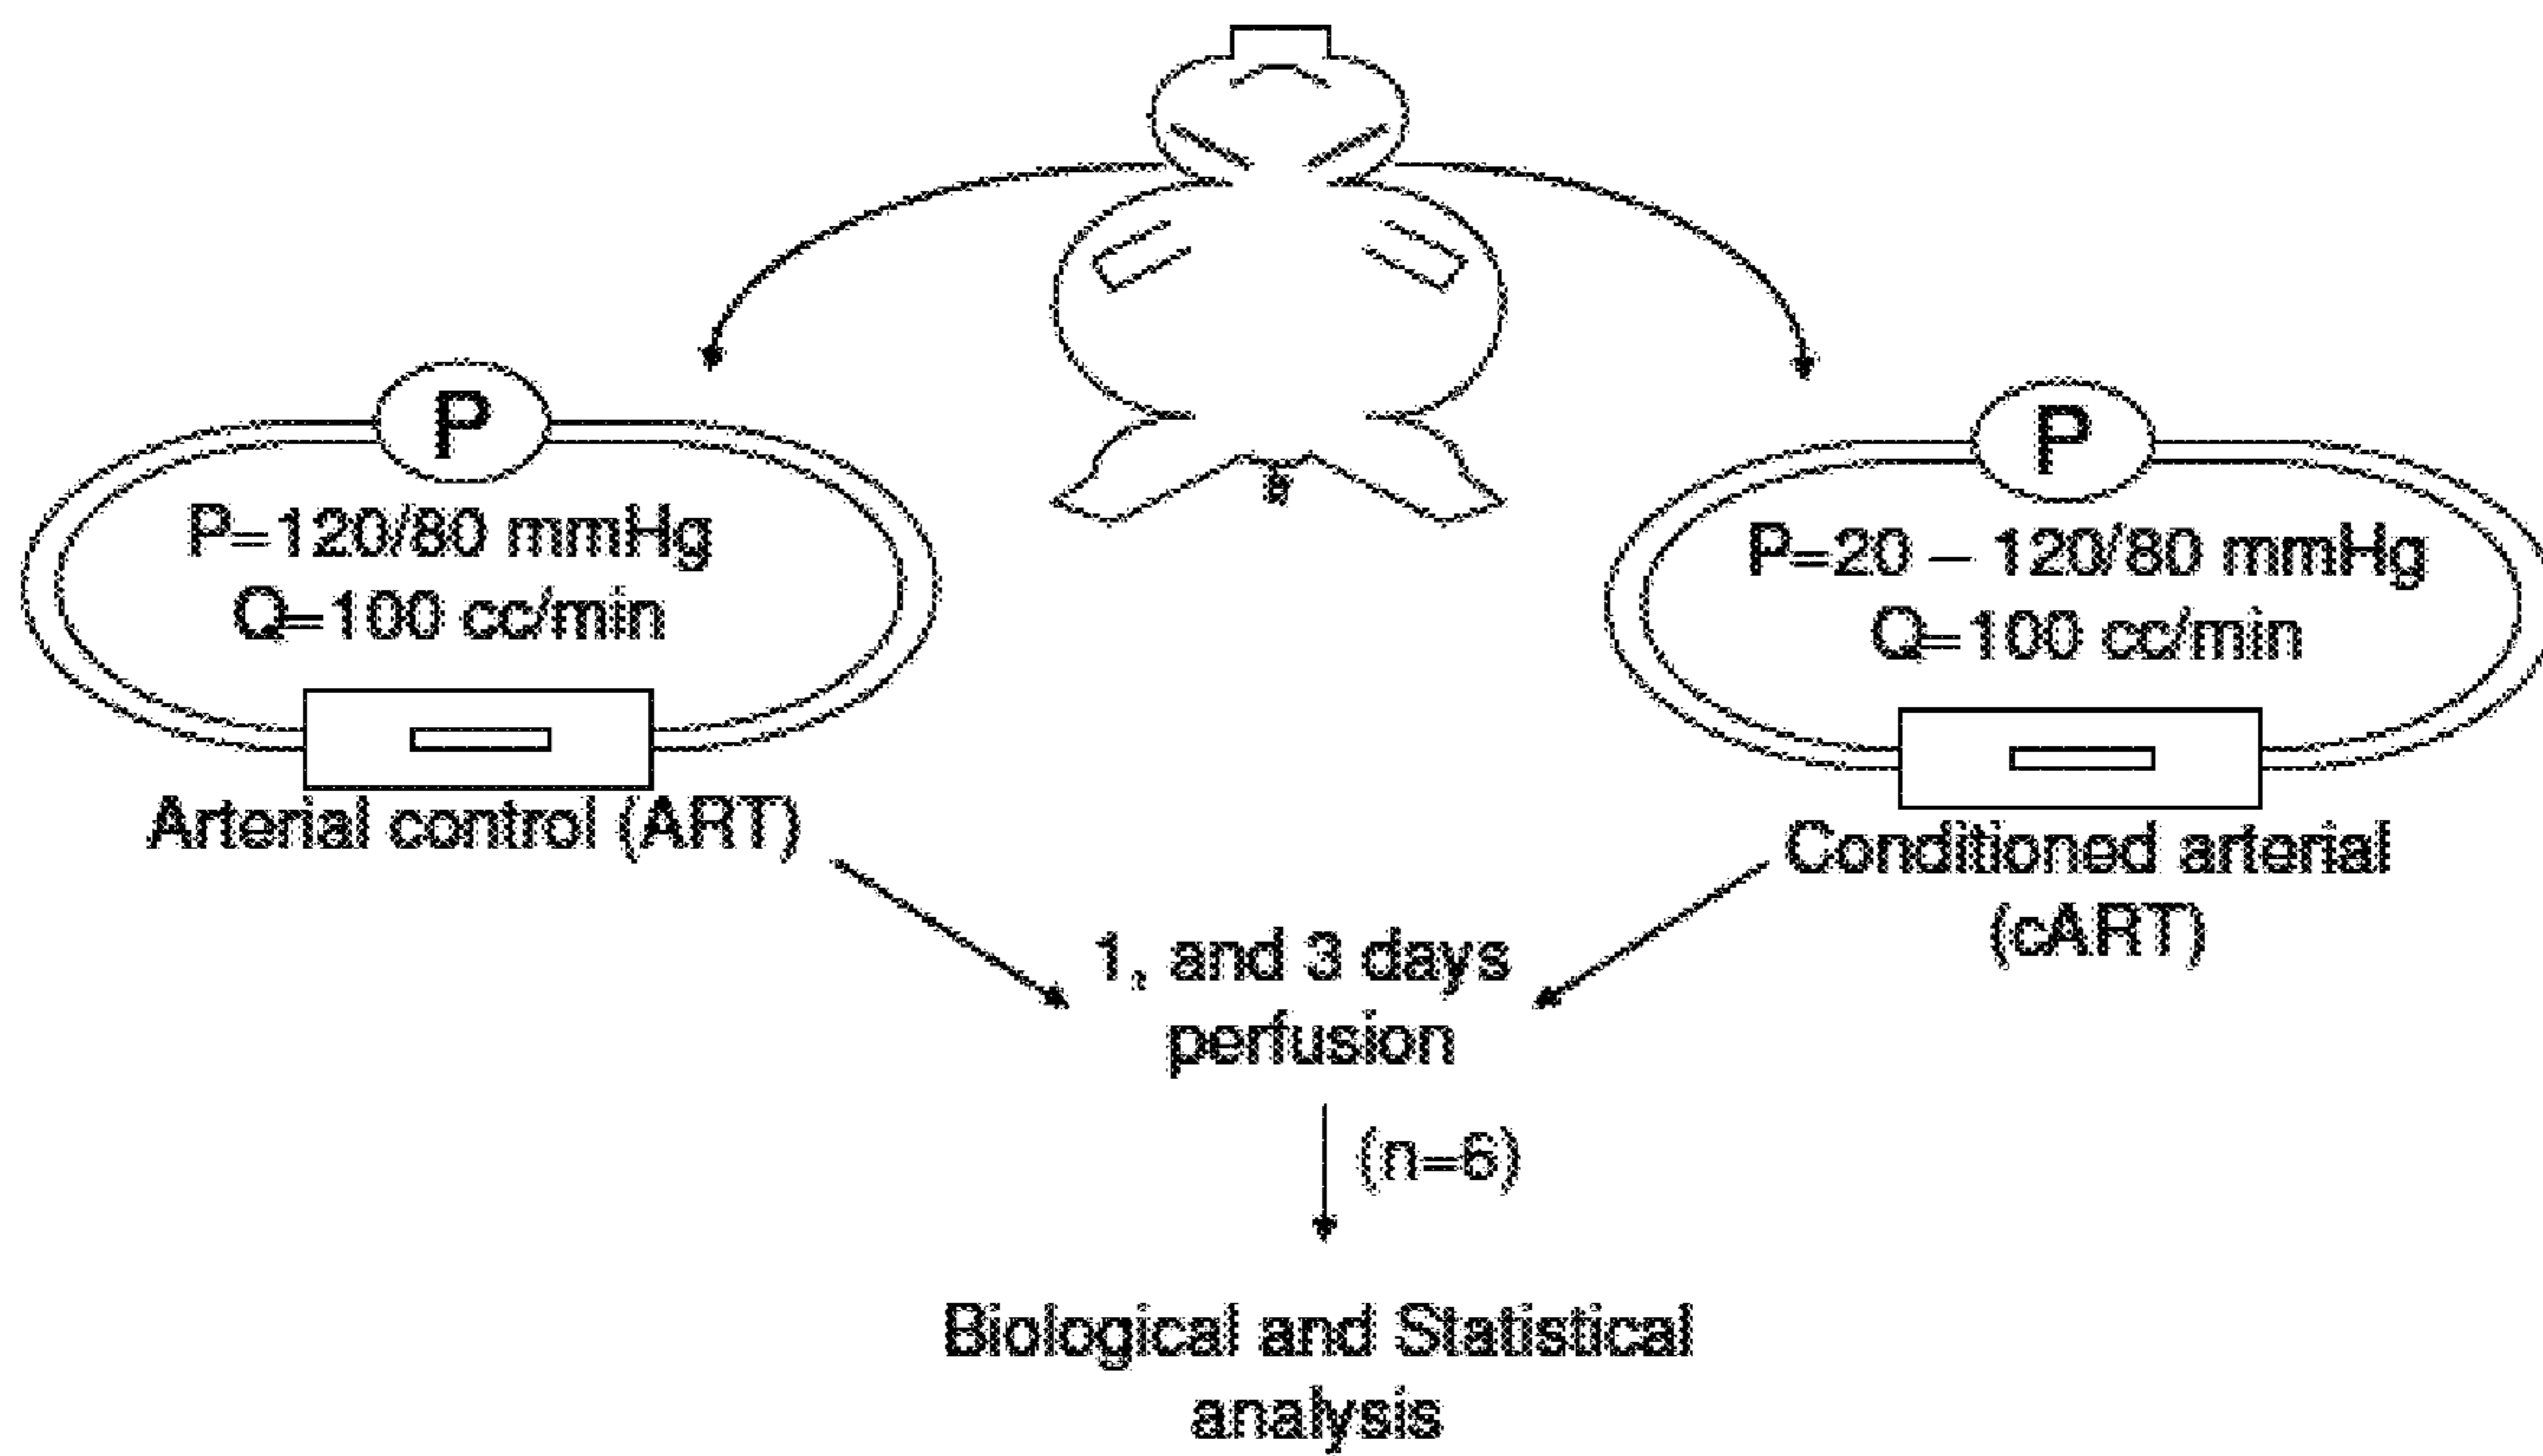 P
P=120/80 mmHg
Q=100 cc/min
Arterial control (ART)
P
P=20 – 120/80 mmHg
Q=100 cc/min
Conditioned arterial
(cART)
1, and 3 days
perfusion
(n=6)
Biological and Statistical
analysis